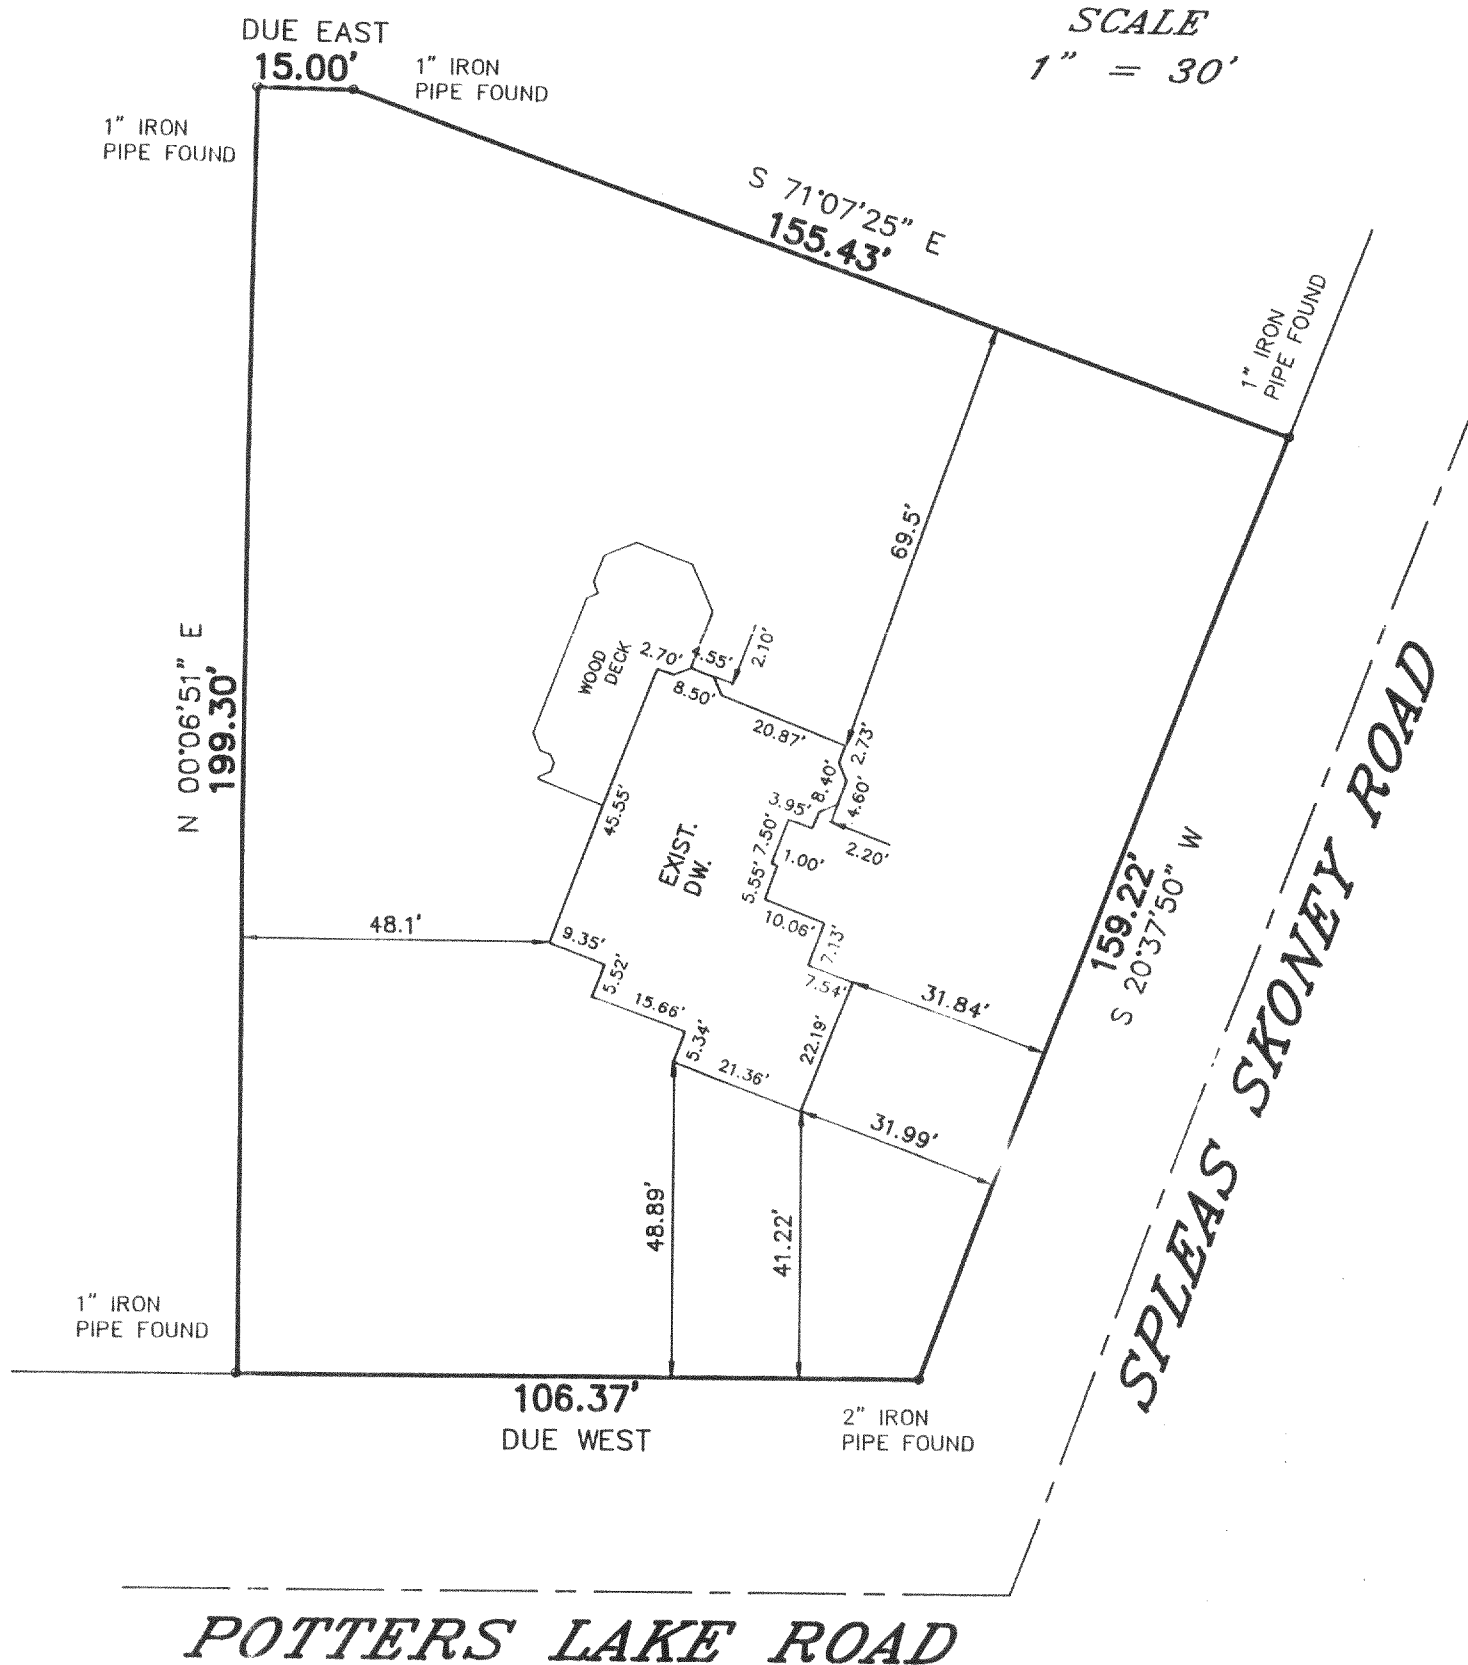 DUE EAST
15.00'
1" IRON
PIPE FOUND
1" IRON
PIPE FOUND
SCALE
1" = 30'
S 71°07'25" E
155.43'
1" IRON
PIPE FOUND
69.5'
N 00°06'51" E
199.30'
WOOD
DECK
2.70'
4.55'
2.10'
8.50'
20.87'
2.73'
8.40'
4.60'
3.95'
2.20'
7.50'
1.00'
5.55'
45.55'
EXIST.
DW.
10.06'
7.13'
7.54'
48.1'
9.35'
5.52'
15.66'
5.34'
21.36'
22.19'
31.84'
31.99'
159.22'
S 20°37'50" W
SPLEAS SKONEY ROAD
48.89'
41.22'
1" IRON
PIPE FOUND
106.37'
DUE WEST
2" IRON
PIPE FOUND
POTTERS LAKE ROAD